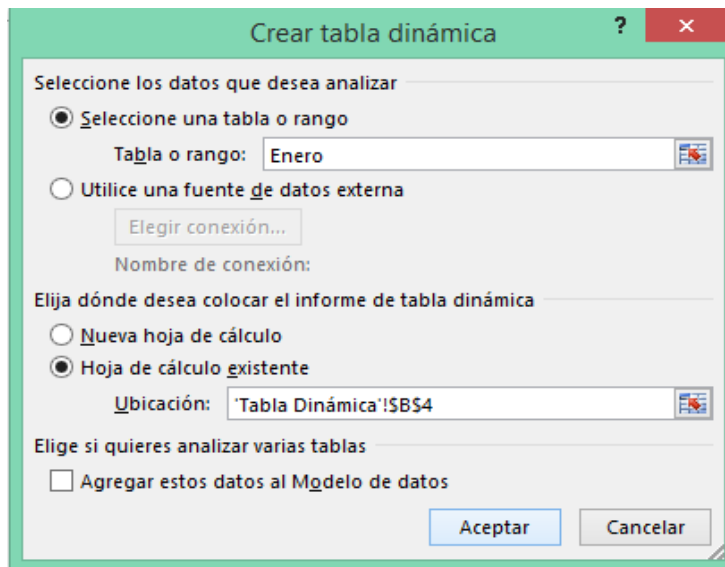 Crear tabla dinámica
?
×
Seleccione los datos que desea analizar
Seleccione una tabla o rango
Tabla o rango: Enero
Utilice una fuente de datos externa
Elegir conexión...
Nombre de conexión:
Elija dónde desea colocar el informe de tabla dinámica
Nueva hoja de cálculo
Hoja de cálculo existente
Ubicación: 'Tabla Dinámica'!$B$4
Elige si quieres analizar varias tablas
Agregar estos datos al Modelo de datos
Aceptar Cancelar